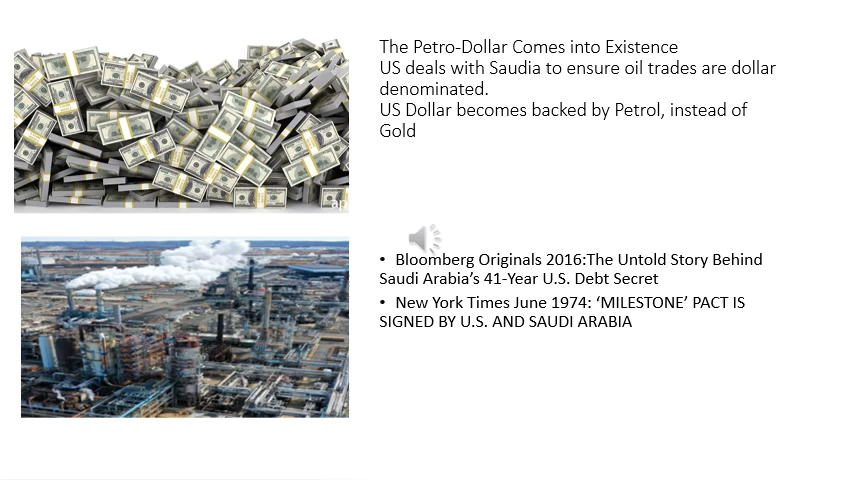 The Petro-Dollar Comes into Existence
US deals with Saudia to ensure oil trades are dollar
denominated.
US Dollar becomes backed by Petrol, instead of
Gold
• Bloomberg Originals 2016:The Untold Story Behind
Saudi Arabia’s 41-Year U.S. Debt Secret
• New York Times June 1974: ‘MILESTONE’ PACT IS
SIGNED BY U.S. AND SAUDI ARABIA